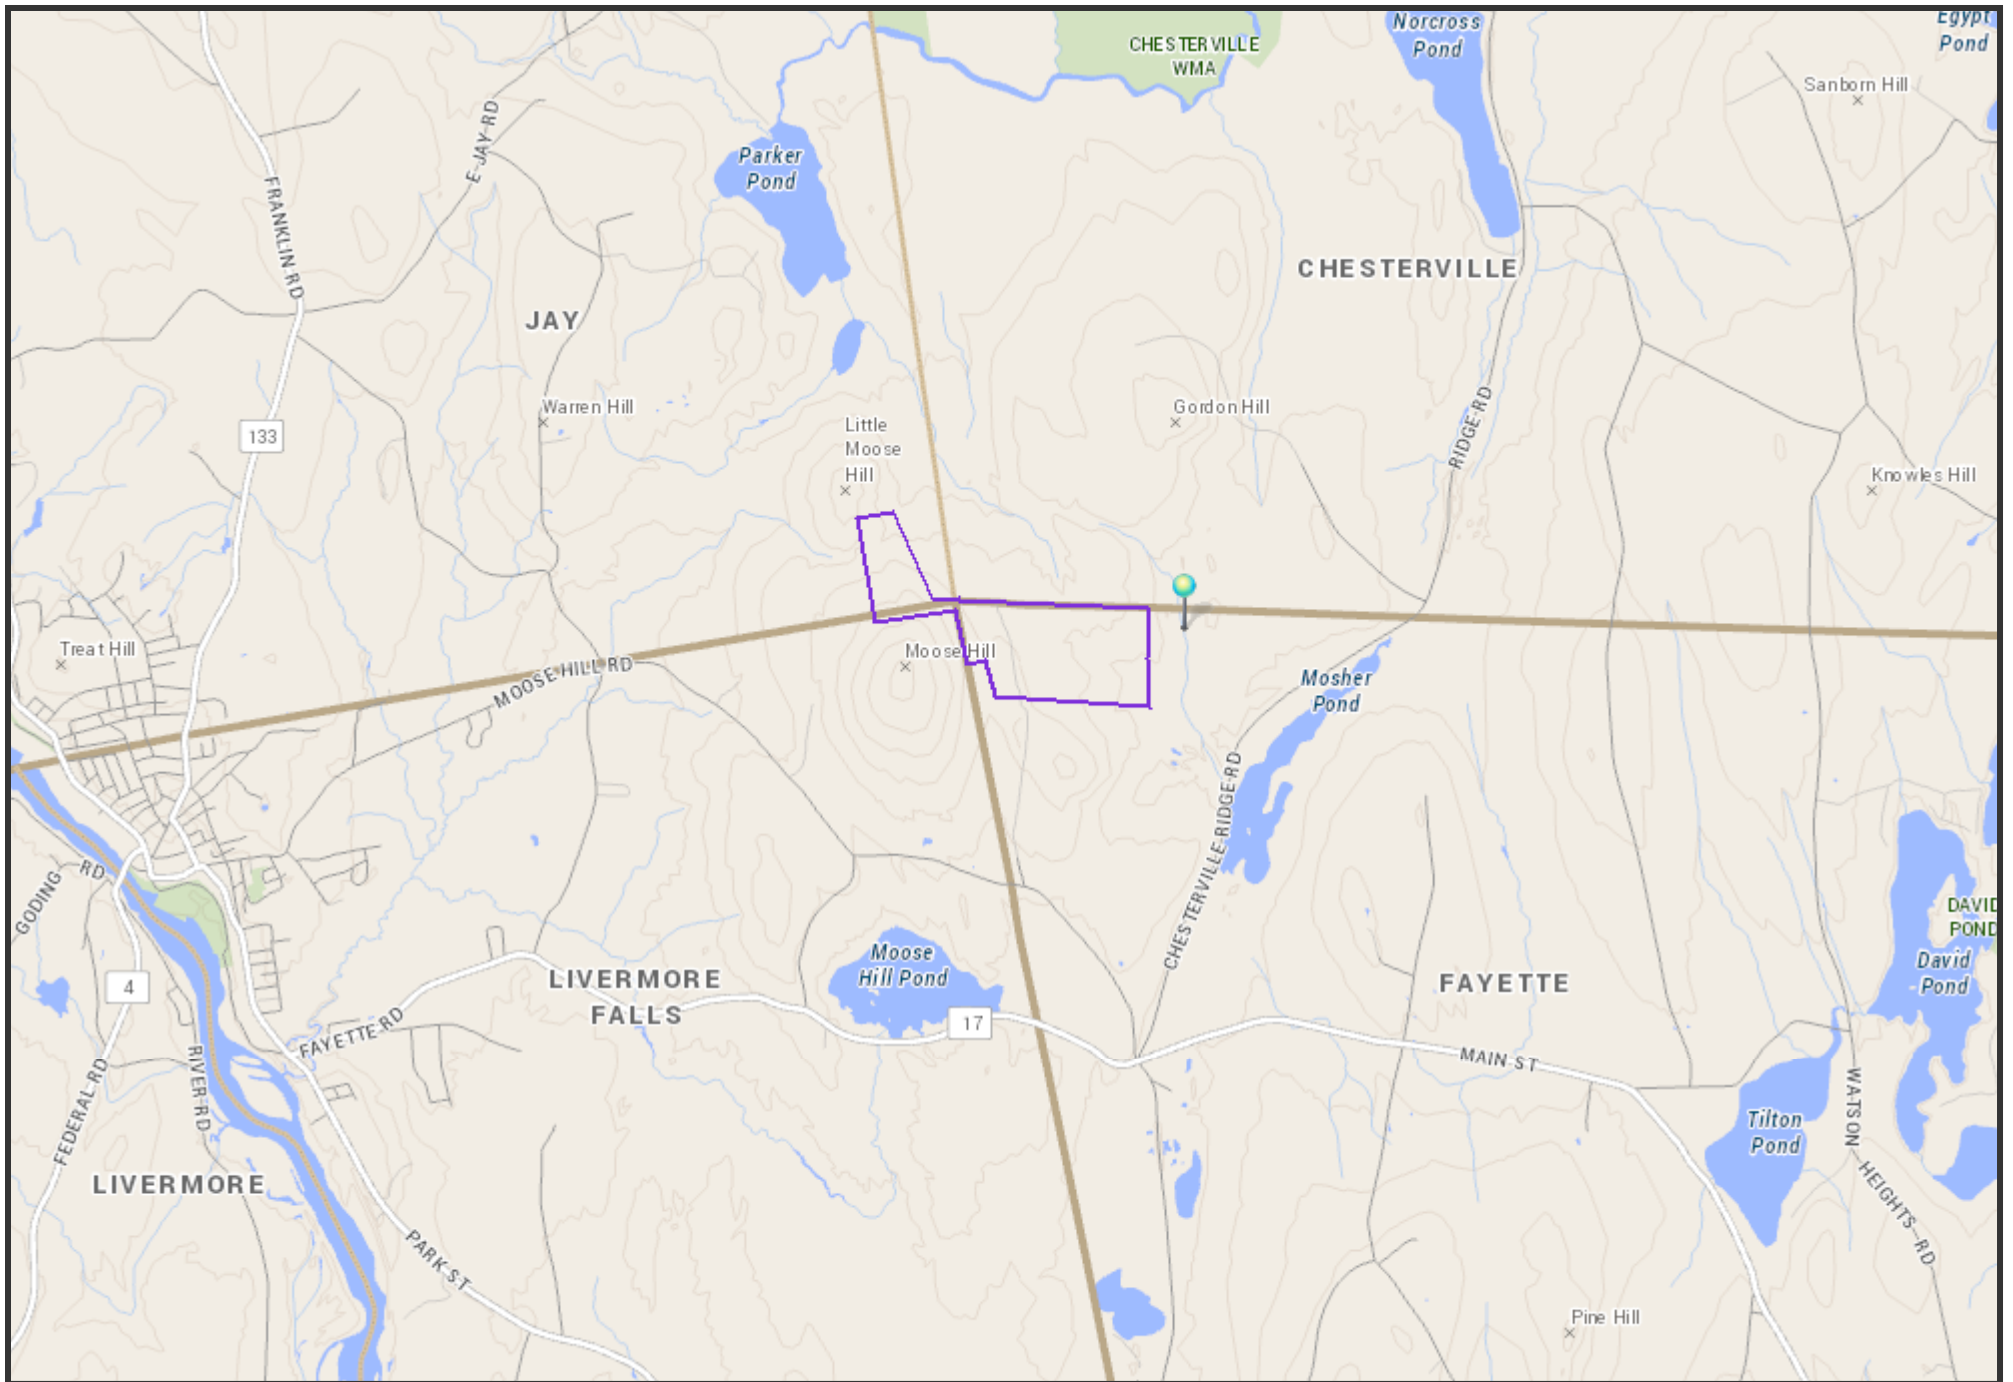 Norcross
Pond
Egypt
Pond
CHESTERVILLE
WMA
Sanborn Hill
E-JAY-RD
Parker
Pond
FRANKLIN-RD
CHESTERVILLE
JAY
Warren Hill
Gordon Hill
RIDGE-RD
133
Little
Moose
Hill
Knowles Hill
Treat Hill
MOOSE HILL RD
Moose Hill
Mosher
Pond
CHESTERVILLE-RIDGE-RD
GODING
RD
DAVID
POND
David
Pond
Moose
Hill Pond
LIVERMORE
FALLS
FAYETTE
4
17
FAYETTE RD
MAIN ST
RIVER-RD
FEDERAL-RD
WATSON
HEIGHTS
RD
Tilton
Pond
LIVERMORE
PARK-ST
Pine Hill